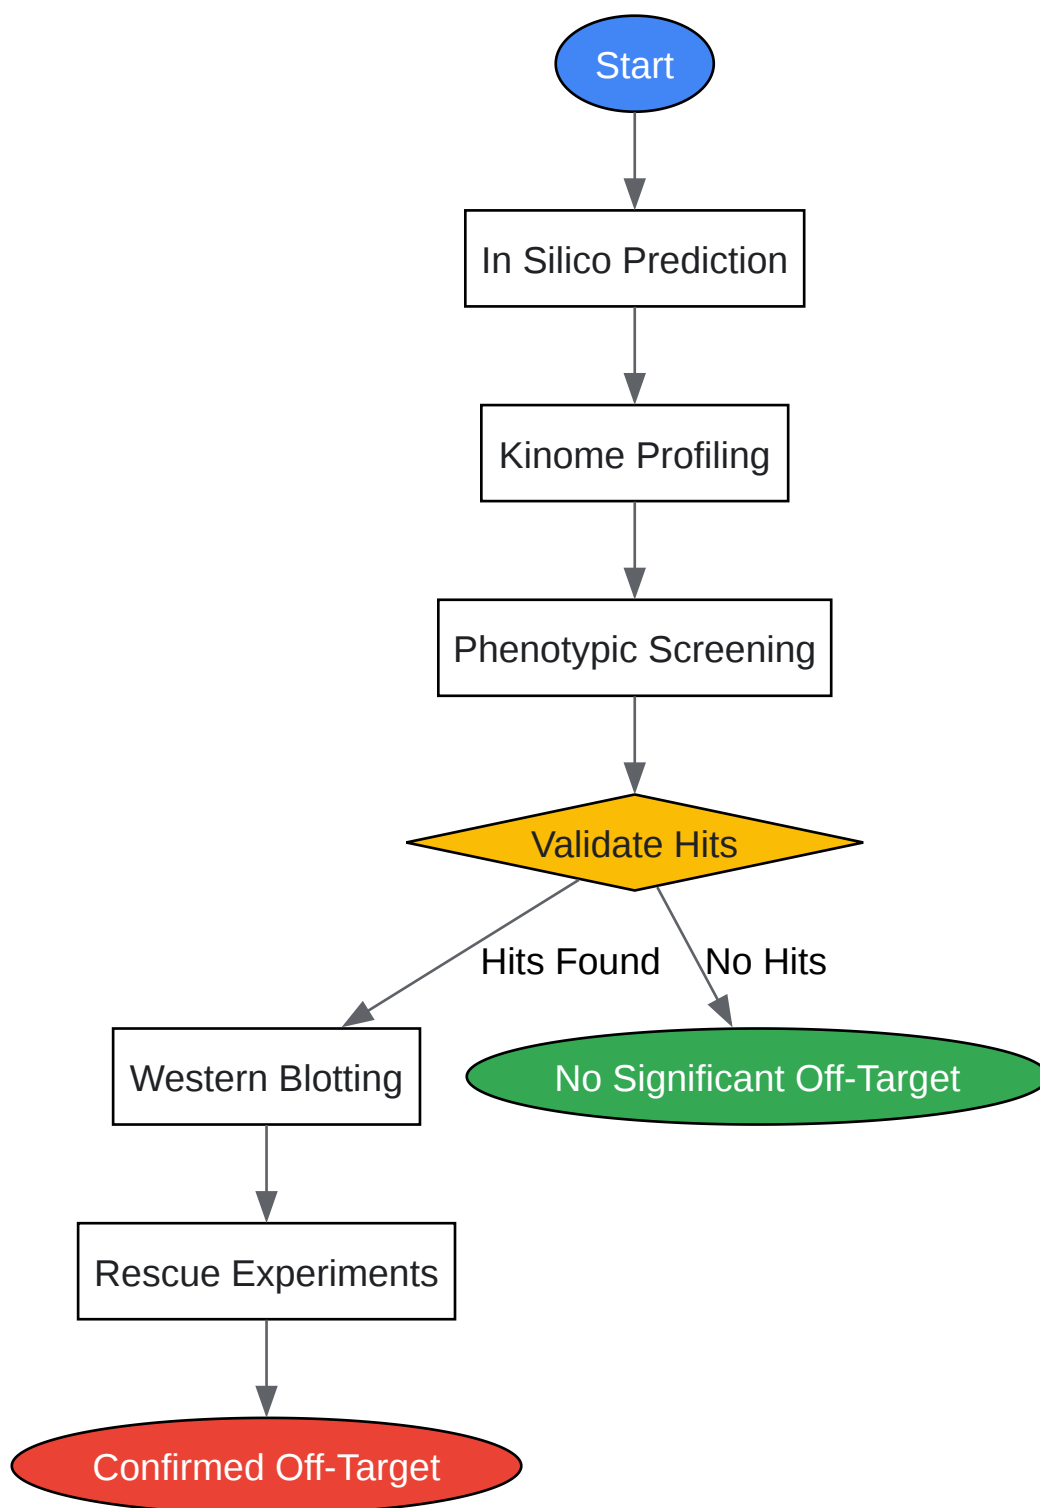 Start
In Silico Prediction
Kinome Profiling
Phenotypic Screening
Validate Hits
Hits Found
No Hits
Western Blotting
No Significant Off-Target
Rescue Experiments
Confirmed Off-Target